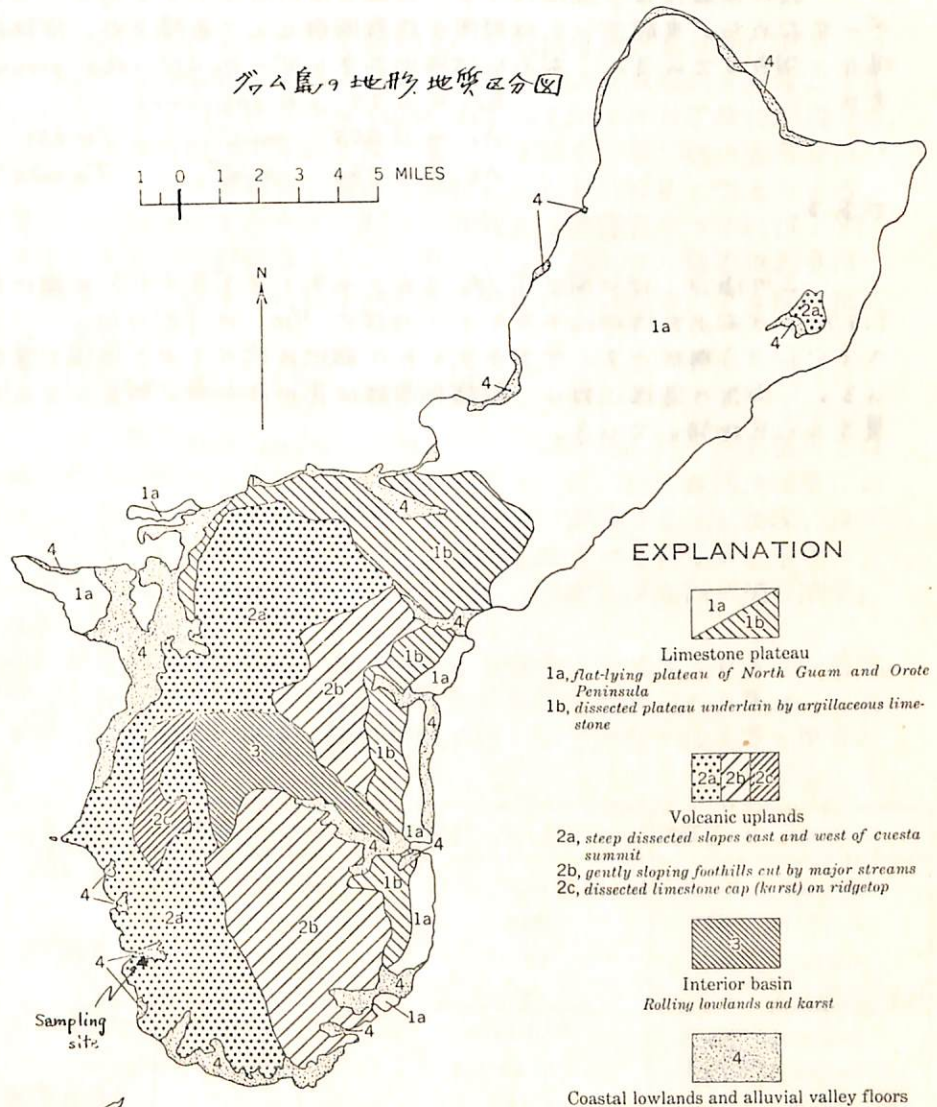 グァム島の地形、地質区分図
1 0 1 2 3 4 5 MILES
N
4
4
4
1a
2a
4
4
1a
4
1b
4
1a
4
2a
4
1b
2b
1a
4
1b
3
2c
1a
4
4
1b
4
2a
1a
2b
4
4
Sampling
site
1a
4
4
EXPLANATION
1a
1b
Limestone plateau
1a, flat-lying plateau of North Guam and Orote
Peninsula
1b, dissected plateau underlain by argillaceous lime-
stone
2a 2b 2c
Volcanic uplands
2a, steep dissected slopes east and west of cuesta
summit
2b, gently sloping foothills cut by major streams
2c, dissected limestone cap (karst) on ridgetop
3
Interior basin
Rolling lowlands and karst
4
Coastal lowlands and alluvial valley floors